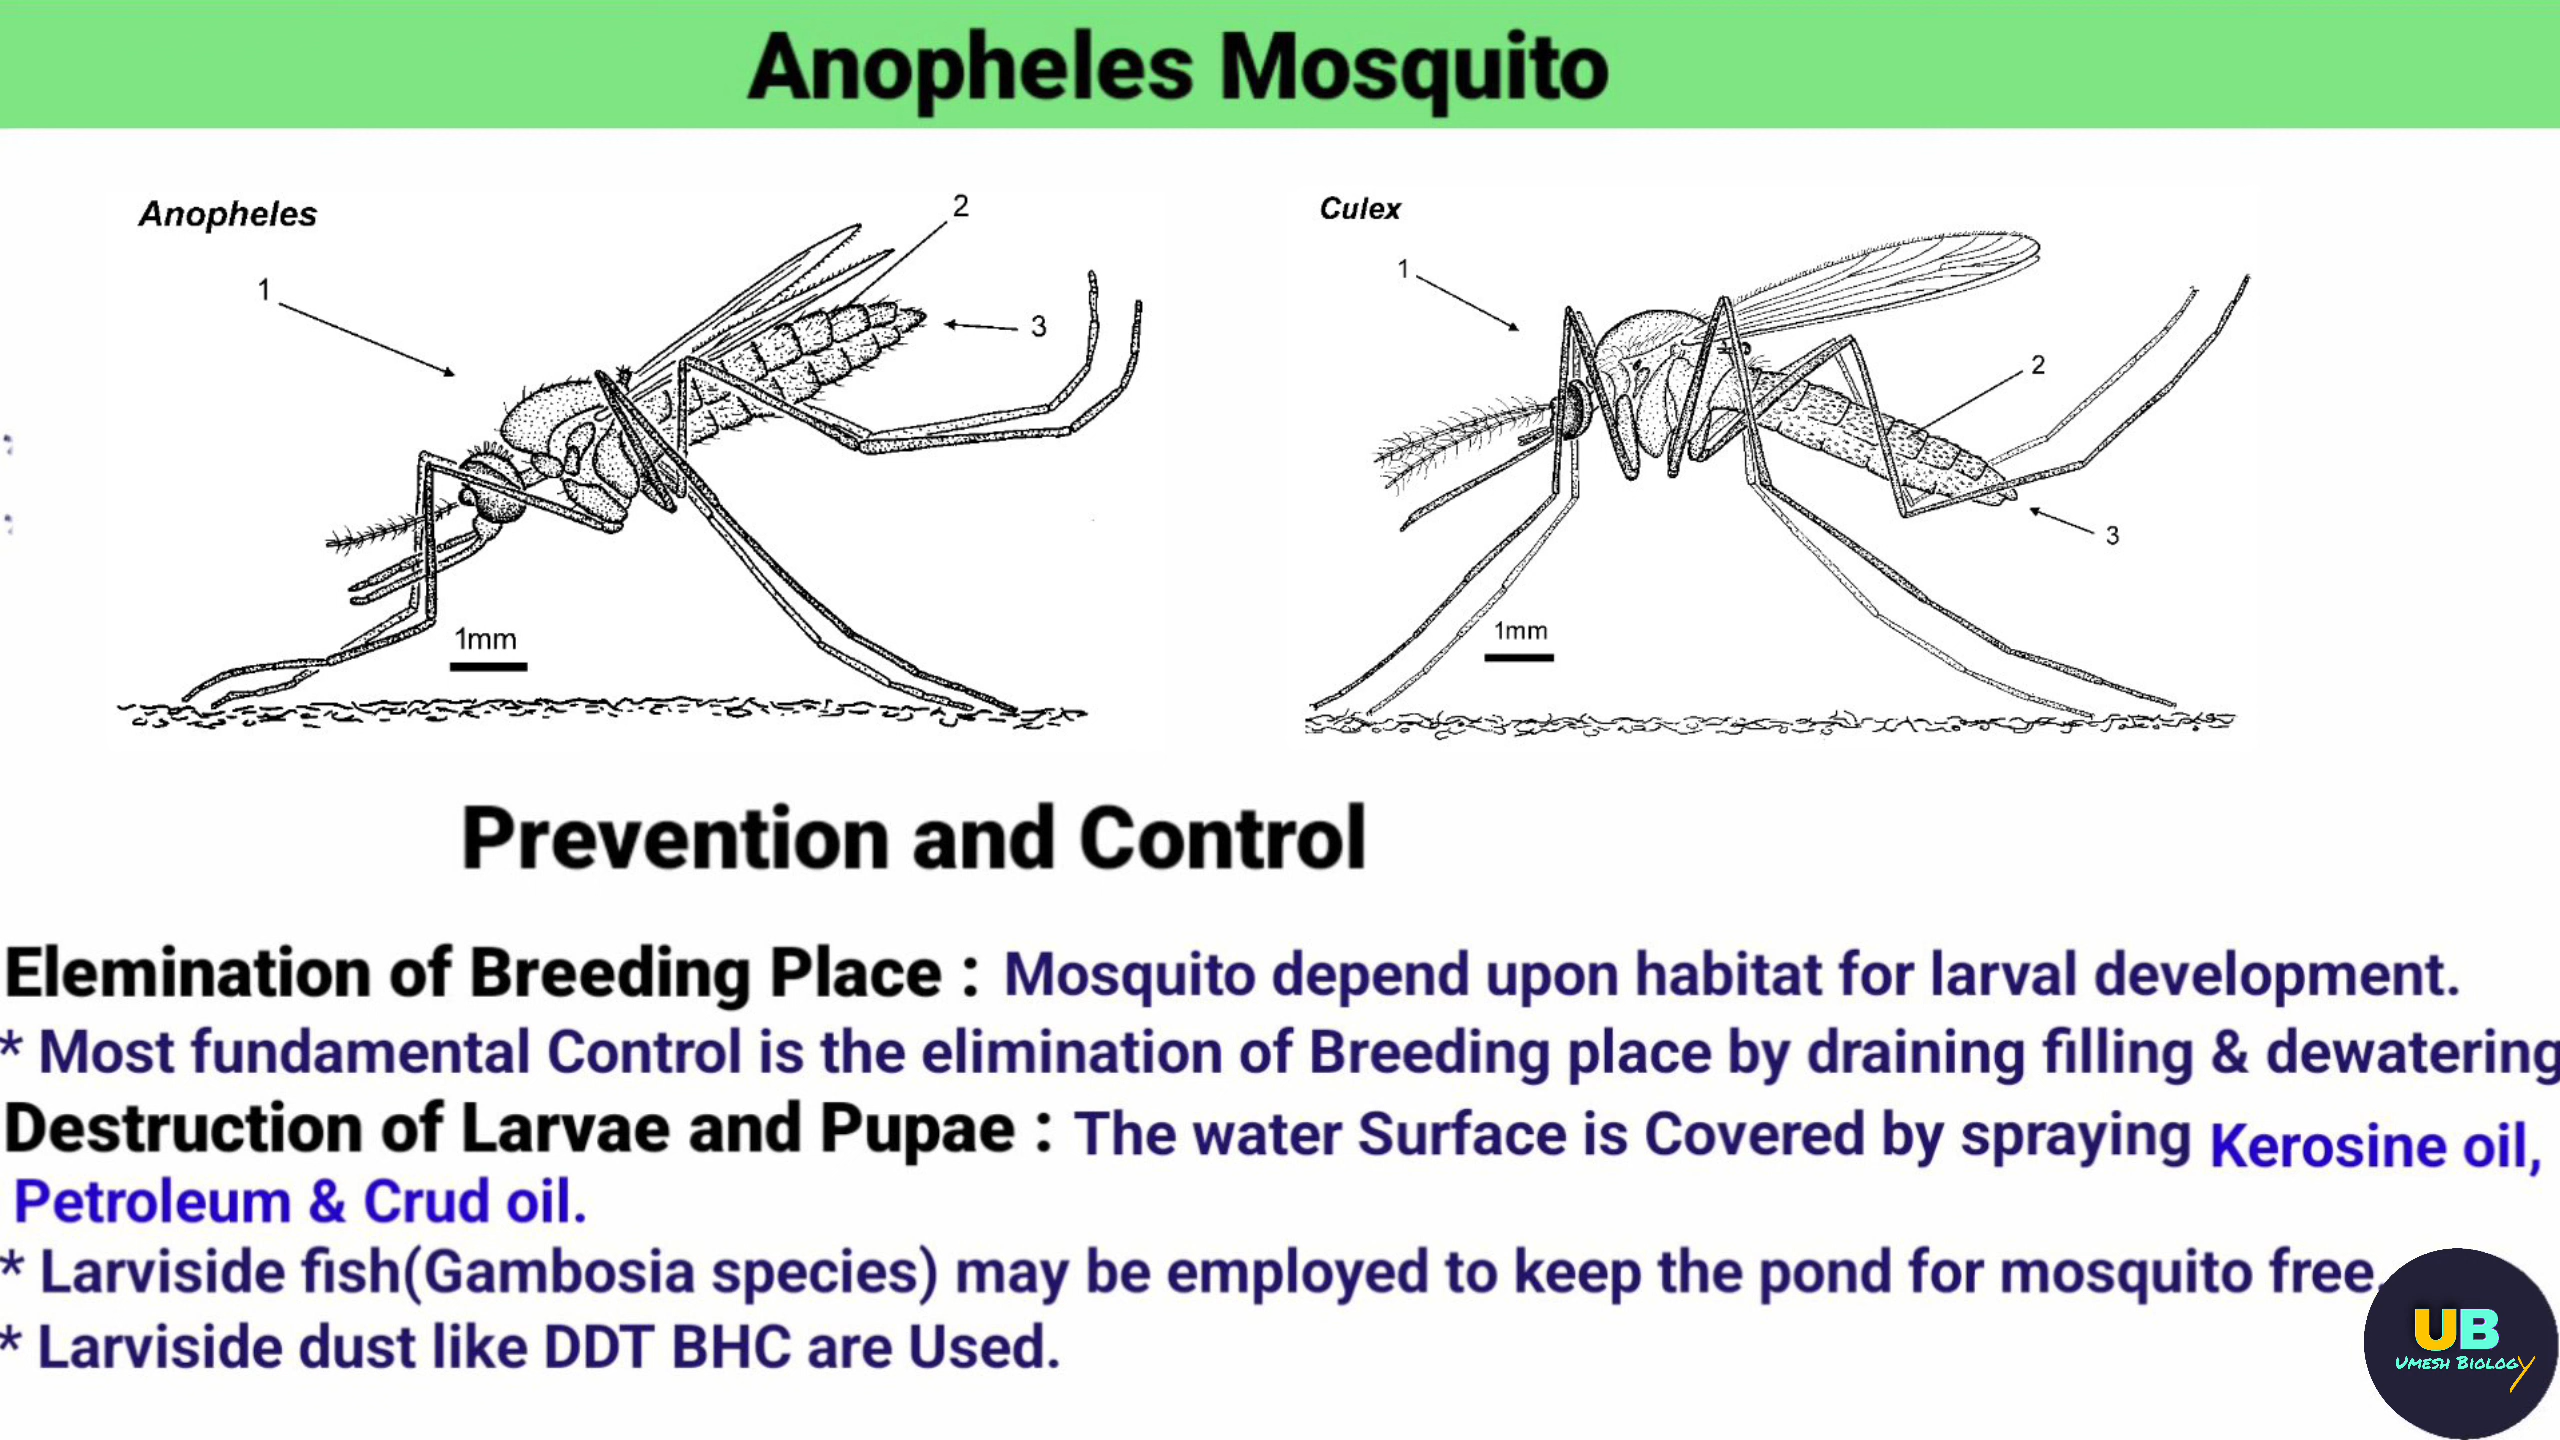 Anopheles Mosquito
Anopheles
1
2
3
1mm
Culex
1
2
3
1mm
Prevention and Control
Elemination of Breeding Place : Mosquito depend upon habitat for larval development.
* Most fundamental Control is the elimination of Breeding place by draining filling & dewatering
Destruction of Larvae and Pupae : The water Surface is Covered by spraying Kerosine oil,
Petroleum & Crud oil.
* Larviside fish(Gambosia species) may be employed to keep the pond for mosquito free.
* Larviside dust like DDT BHC are Used.
UB
UMESH BIOLOGY